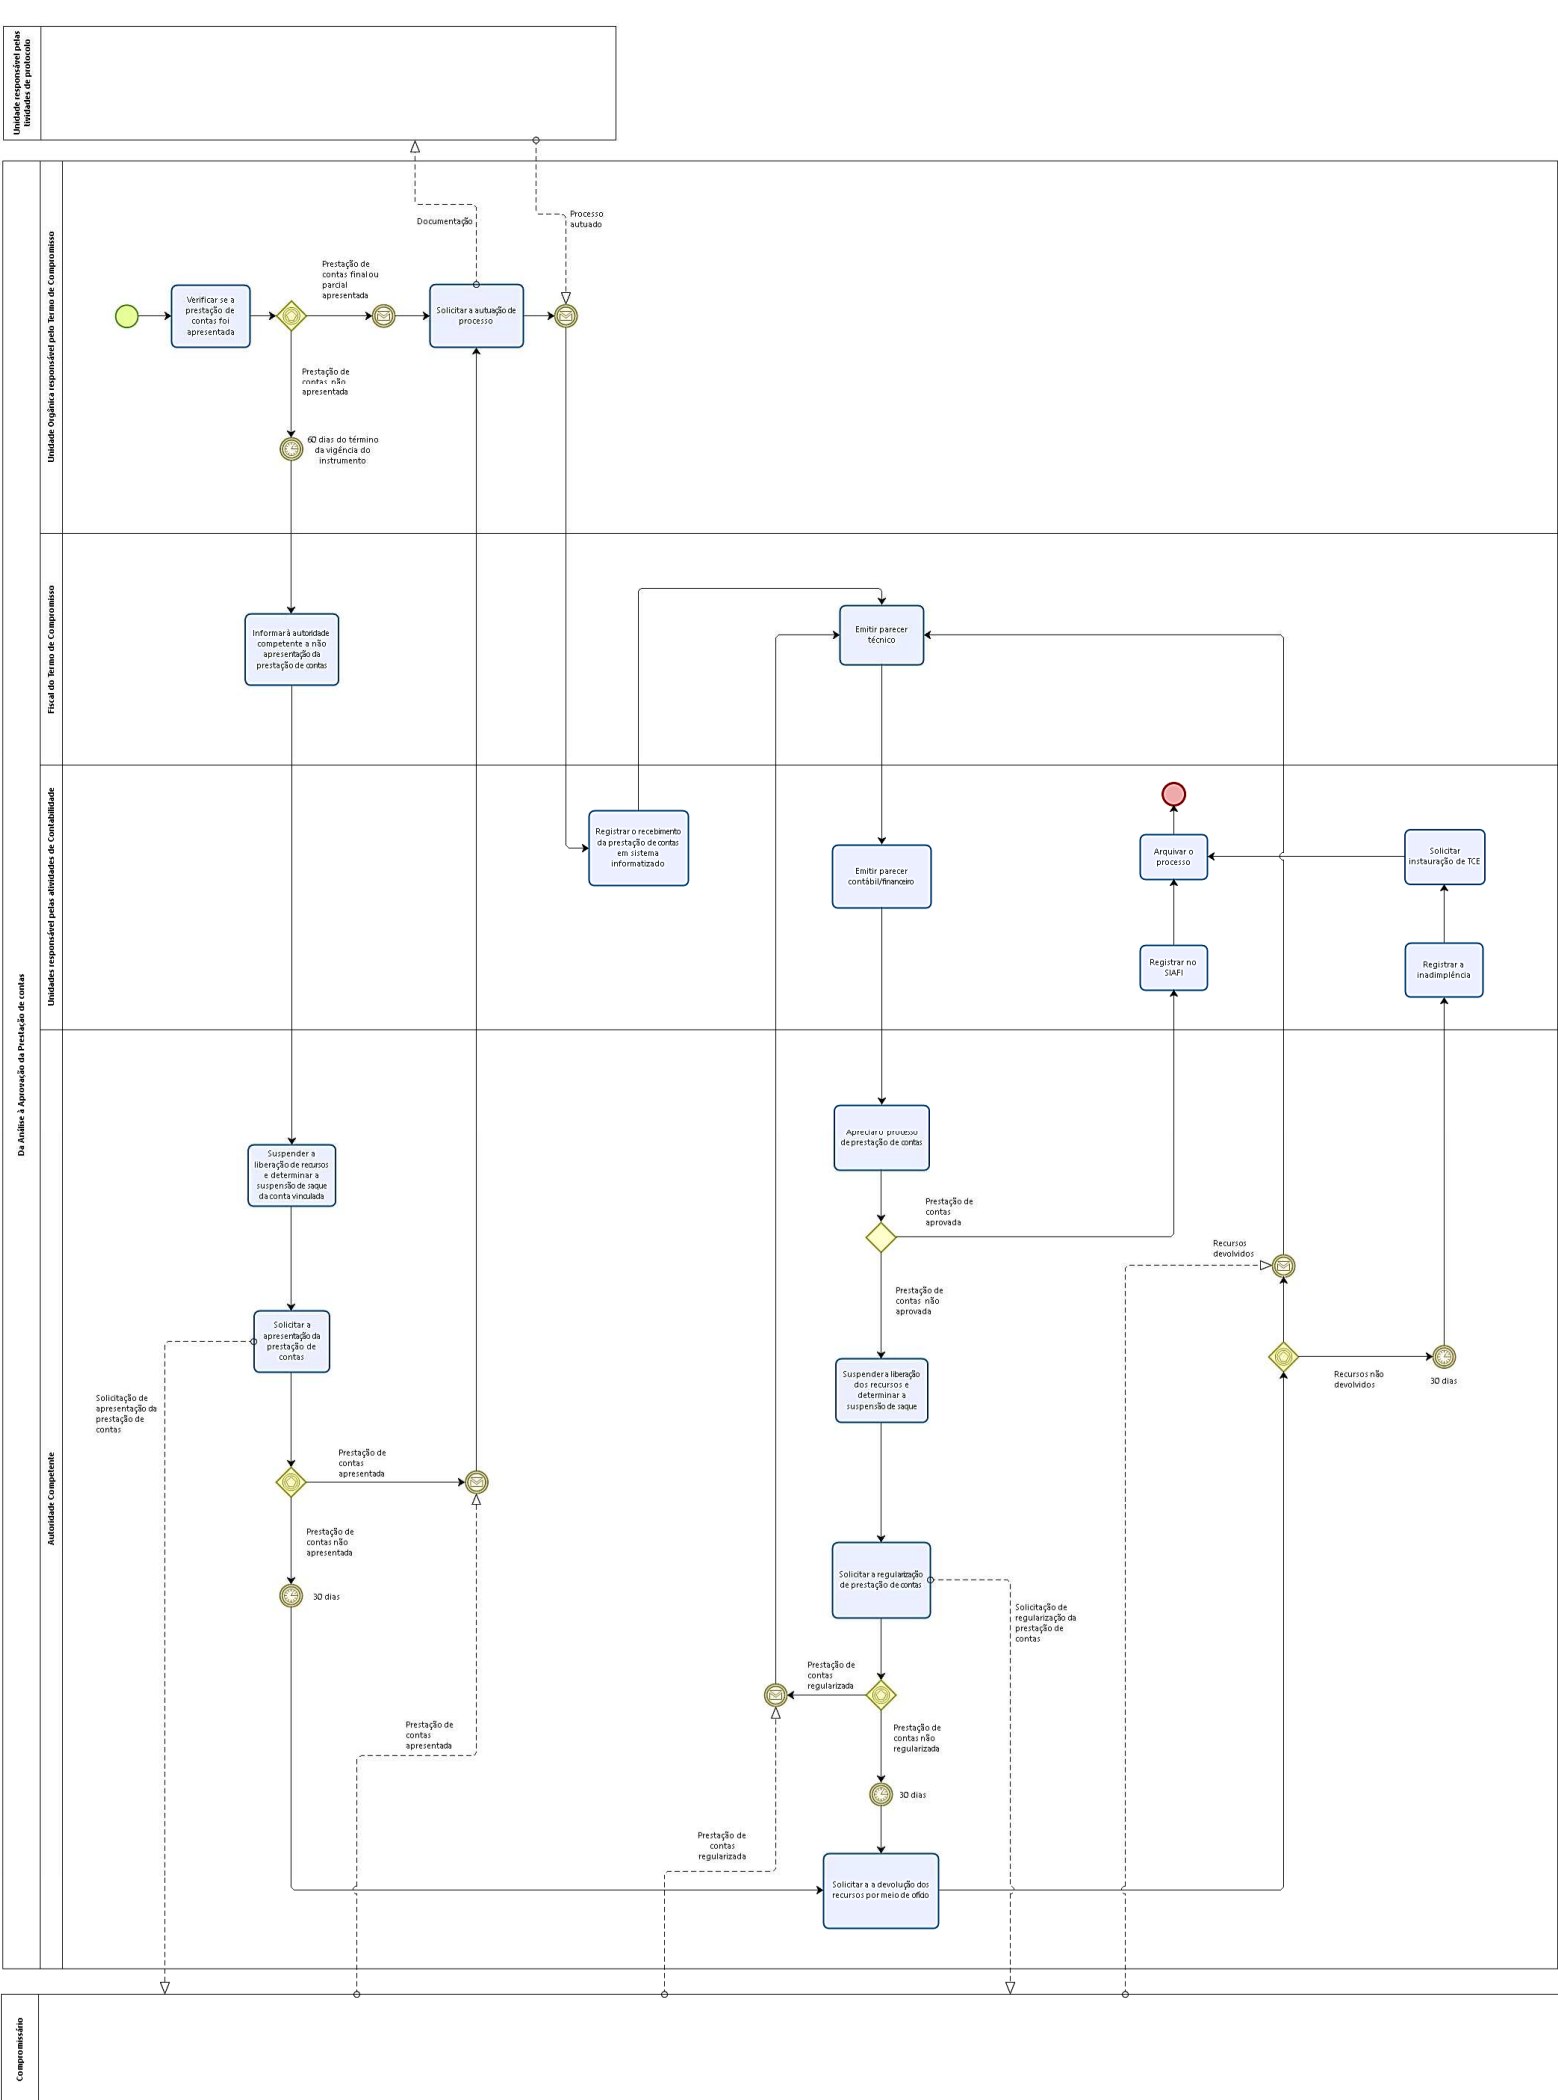 Unidade responsável pelas
tividades de protocolo
Da Análise à Aprovação da Prestação de contas
Unidade Orgânica responsável pelo Termo de Compromisso
Documentação
Processo
autuado
Prestação de
contas final ou
parcial
apresentada
Verificar se a
prestação de
contas foi
apresentada
Solicitar a autuação de
processo
Prestação de
contas não
apresentada
60 dias do término
da vigência do
instrumento
Fiscal do Termo de Compromisso
Informar à autoridade
competente a não
apresentação da
prestação de contas
Emitir parecer
técnico
Unidades responsável pelas atividades de Contabilidade
Registrar o recebimento
da prestação de contas
em sistema
informatizado
Emitir parecer
contábil/financeiro
Arquivar o
processo
Solicitar
instauração de TCE
Registrar no
SIAFI
Registrar a
inadimplência
Autoridade Competente
Suspender a
liberação de recursos
e determinar a
suspensão de saque
da conta vinculada
Apreciar o processo
de prestação de contas
Prestação de
contas
aprovada
Recursos
devolvidos
Prestação de
contas não
aprovada
Solicitar a
apresentação da
prestação de
contas
Suspender a liberação
dos recursos e
determinar a
suspensão de saque
Recursos não
devolvidos
30 dias
Solicitação de
apresentação da
prestação de
contas
Prestação de
contas
apresentada
Prestação de
contas não
apresentada
30 dias
Solicitar a regularização
de prestação de contas
Solicitação de
regularização da
prestação de
contas
Prestação de
contas
regularizada
Prestação de
contas
apresentada
Prestação de
contas não
regularizada
30 dias
Prestação de
contas
regularizada
Solicitar a a devolução dos
recursos por meio de ofício
Compromissário